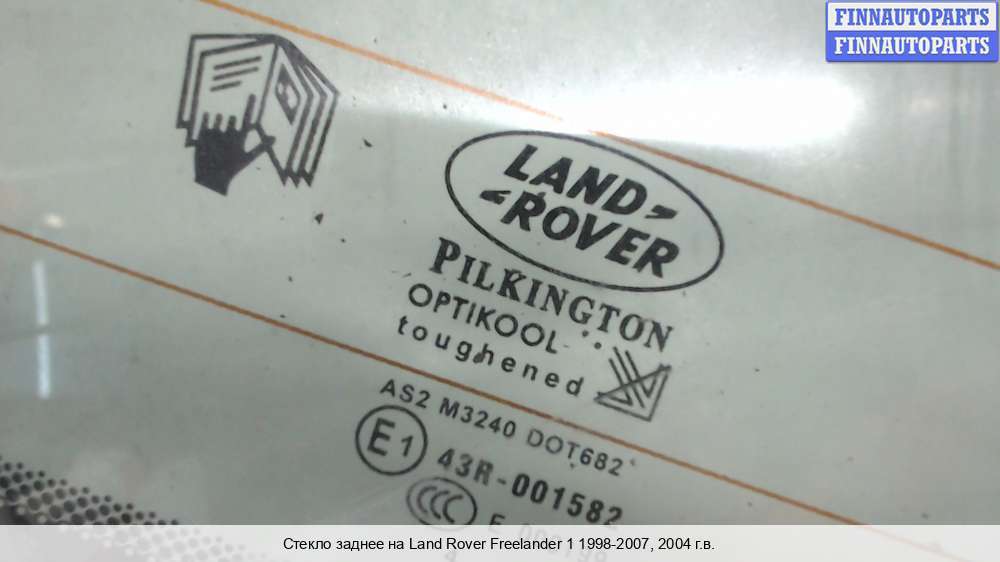 FINNAUTOPARTS
FINNAUTOPARTS
LAND
ROVER
PILKINGTON
OPTIKOOL
toughened
AS2 M3240 DOT682
E1
43R-001582
CCC
E
Стекло заднее на Land Rover Freelander 1 1998-2007, 2004 г.в.